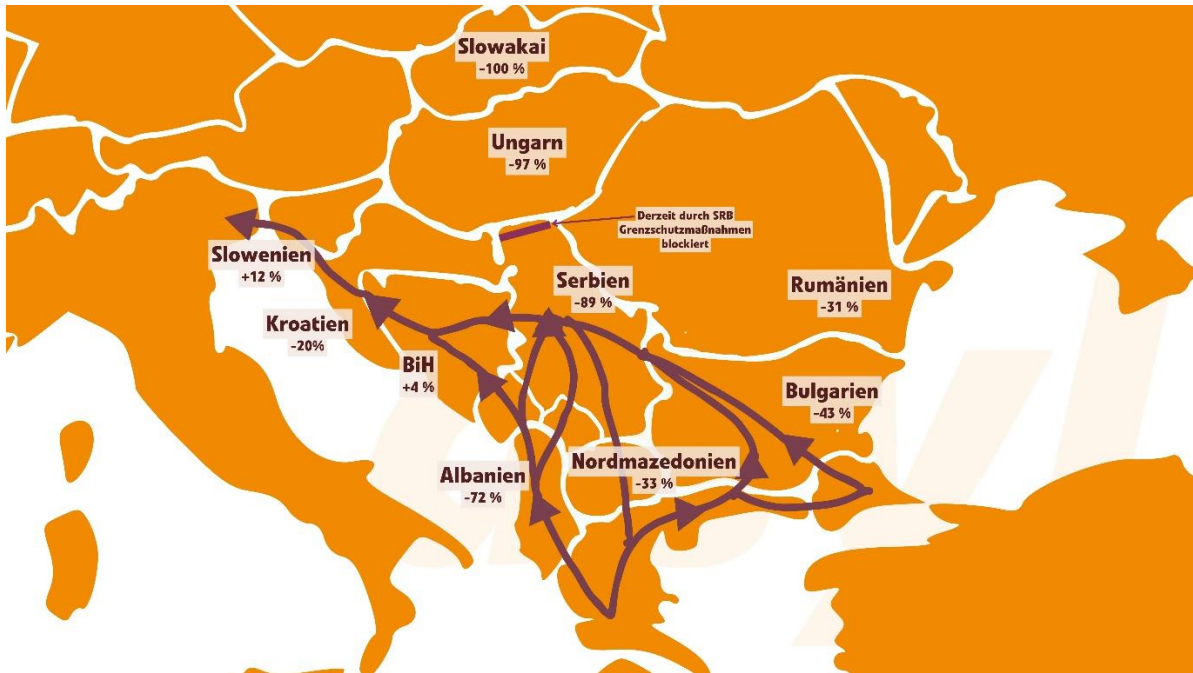 Slowakai
-100 %
Ungarn
-97 %
Derzeit durch SRB
Grenzschutzmaßnahmen
blockiert
Slowenien
+12 %
Serbien
-89 %
Rumänien
-31 %
Kroatien
-20%
BiH
+4 %
Bulgarien
-43 %
Albanien
-72 %
Nordmazedonien
-33 %